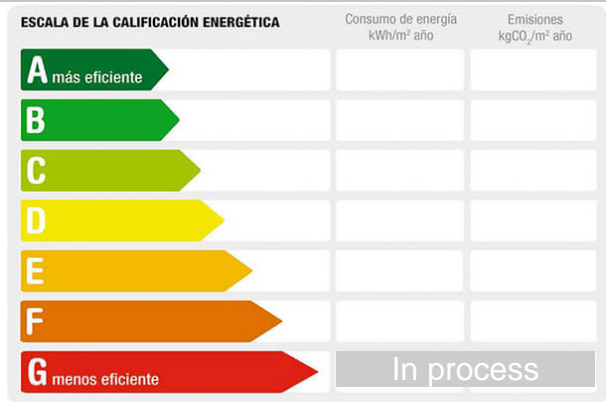 ESCALA DE LA CALIFICACIÓN ENERGÉTICA
Consumo de energía
kWh/m² año
Emisiones
kgCO₂/m² año
A más eficiente
B
C
D
E
F
G menos eficiente
In process